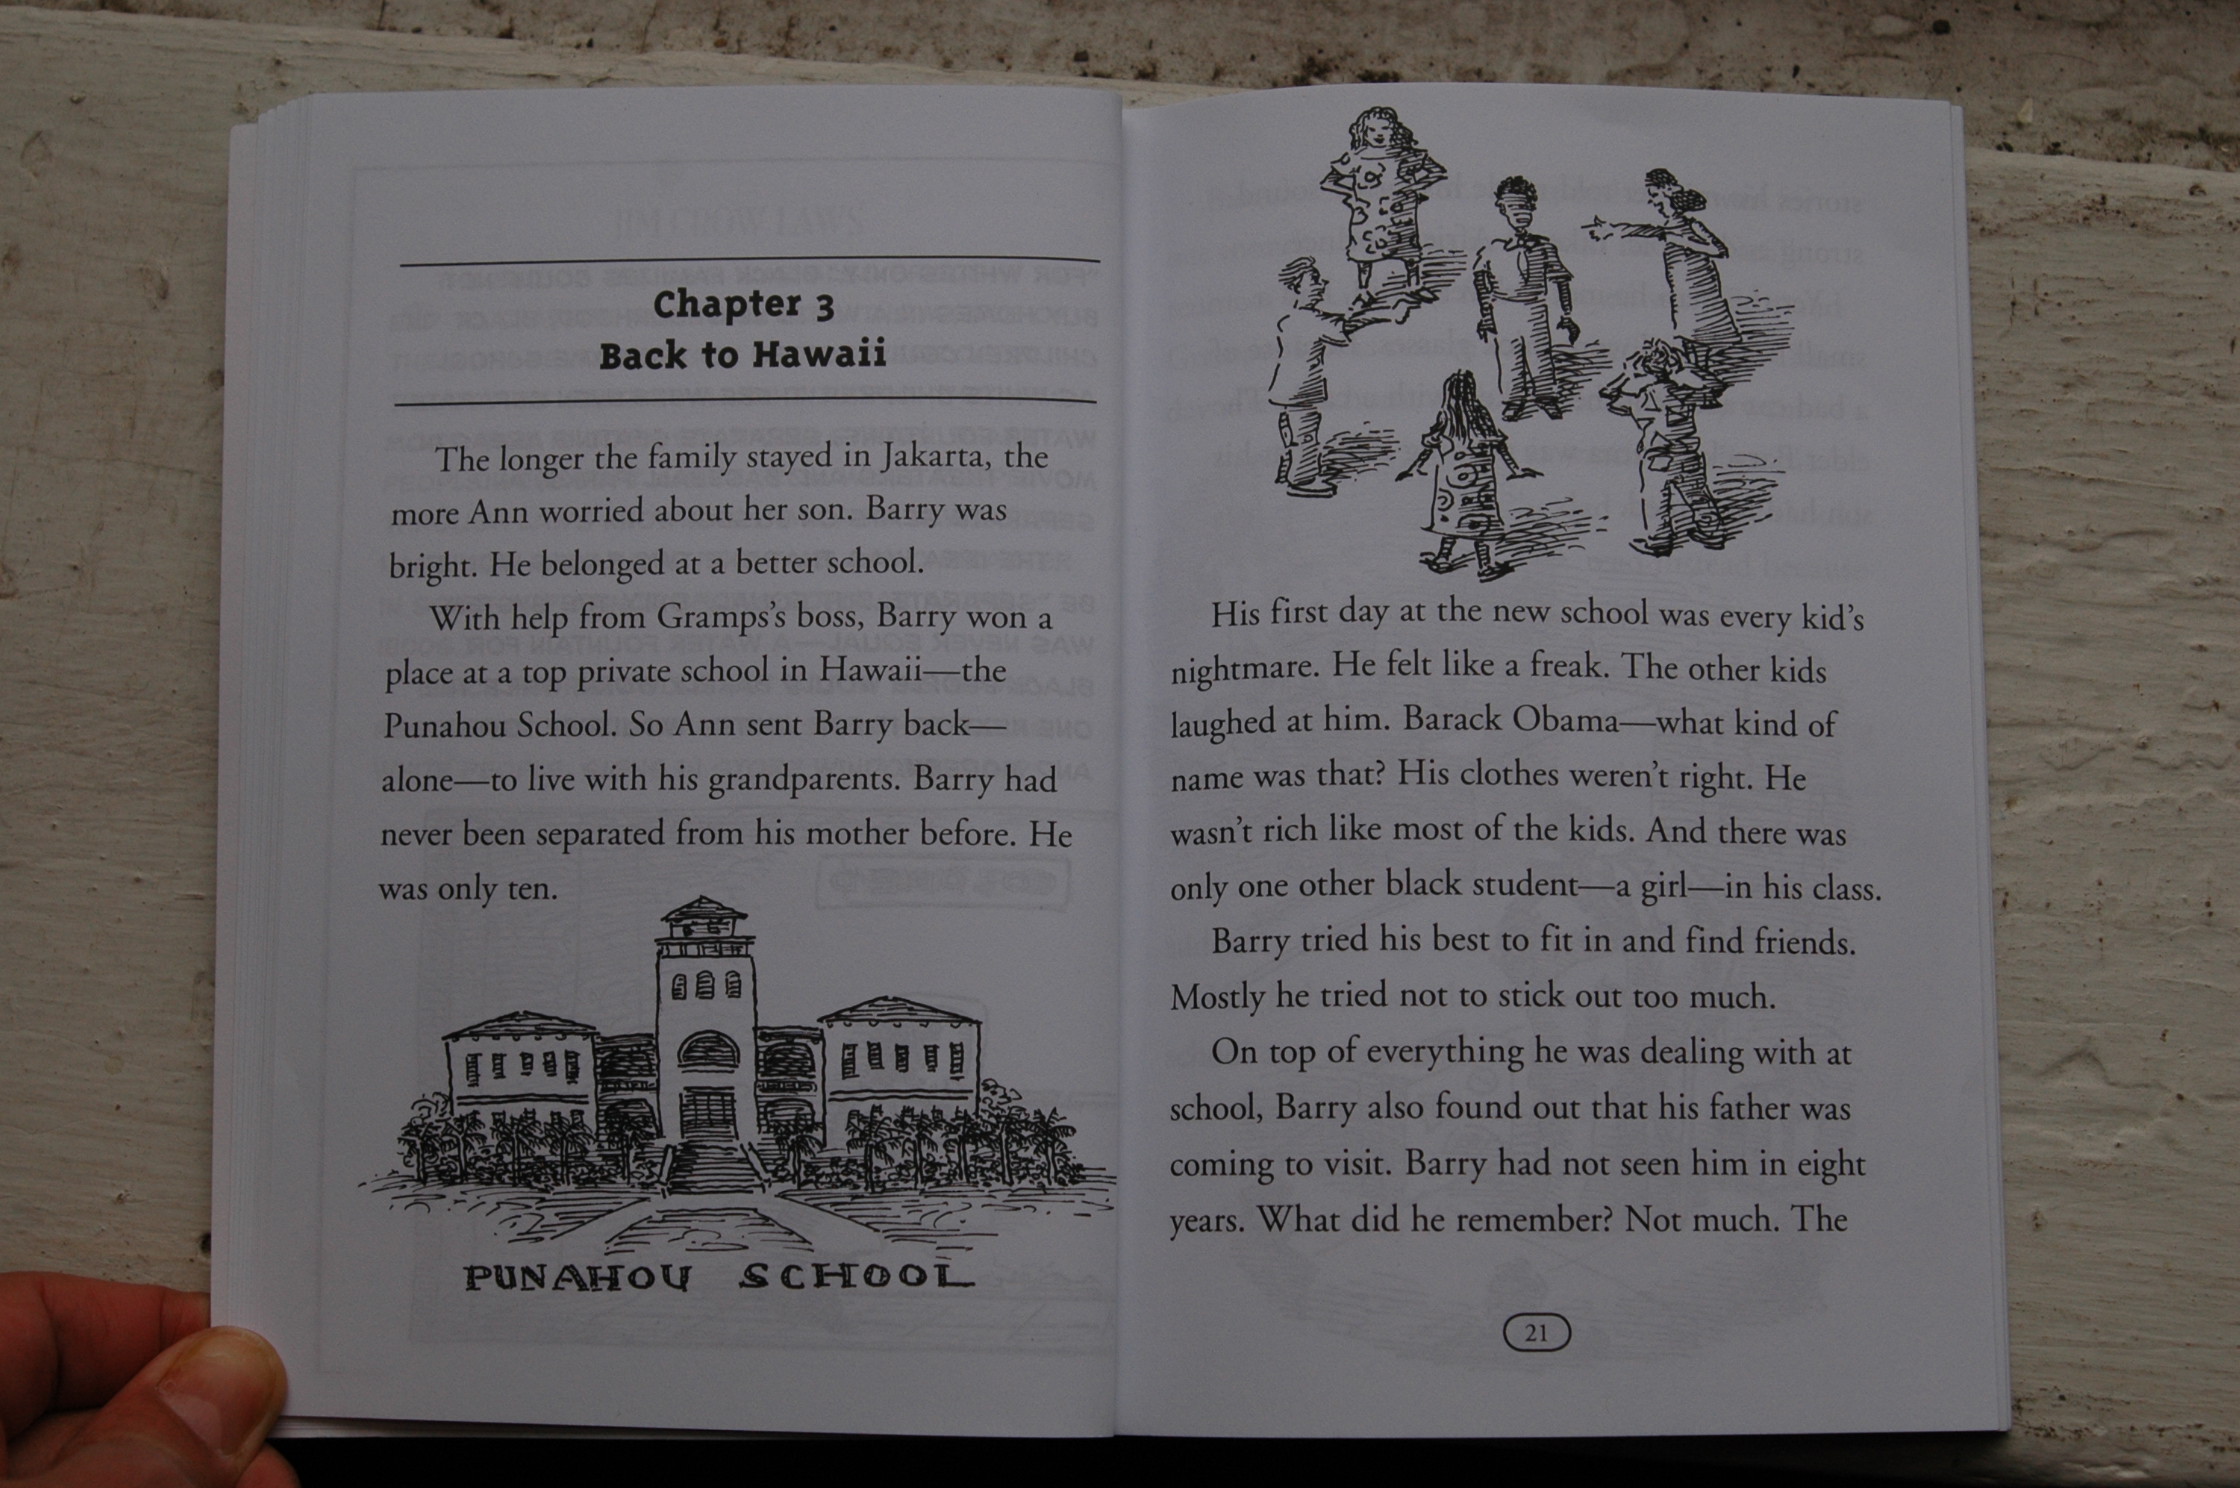 Chapter 3
Back to Hawaii
The longer the family stayed in Jakarta, the
more Ann worried about her son. Barry was
bright. He belonged at a better school.
With help from Gramps's boss, Barry won a
place at a top private school in Hawaii—the
Punahou School. So Ann sent Barry back—
alone—to live with his grandparents. Barry had
never been separated from his mother before. He
was only ten.
PUNAHOU SCHOOL
His first day at the new school was every kid's
nightmare. He felt like a freak. The other kids
laughed at him. Barack Obama—what kind of
name was that? His clothes weren't right. He
wasn't rich like most of the kids. And there was
only one other black student—a girl—in his class.
Barry tried his best to fit in and find friends.
Mostly he tried not to stick out too much.
On top of everything he was dealing with at
school, Barry also found out that his father was
coming to visit. Barry had not seen him in eight
years. What did he remember? Not much. The
21